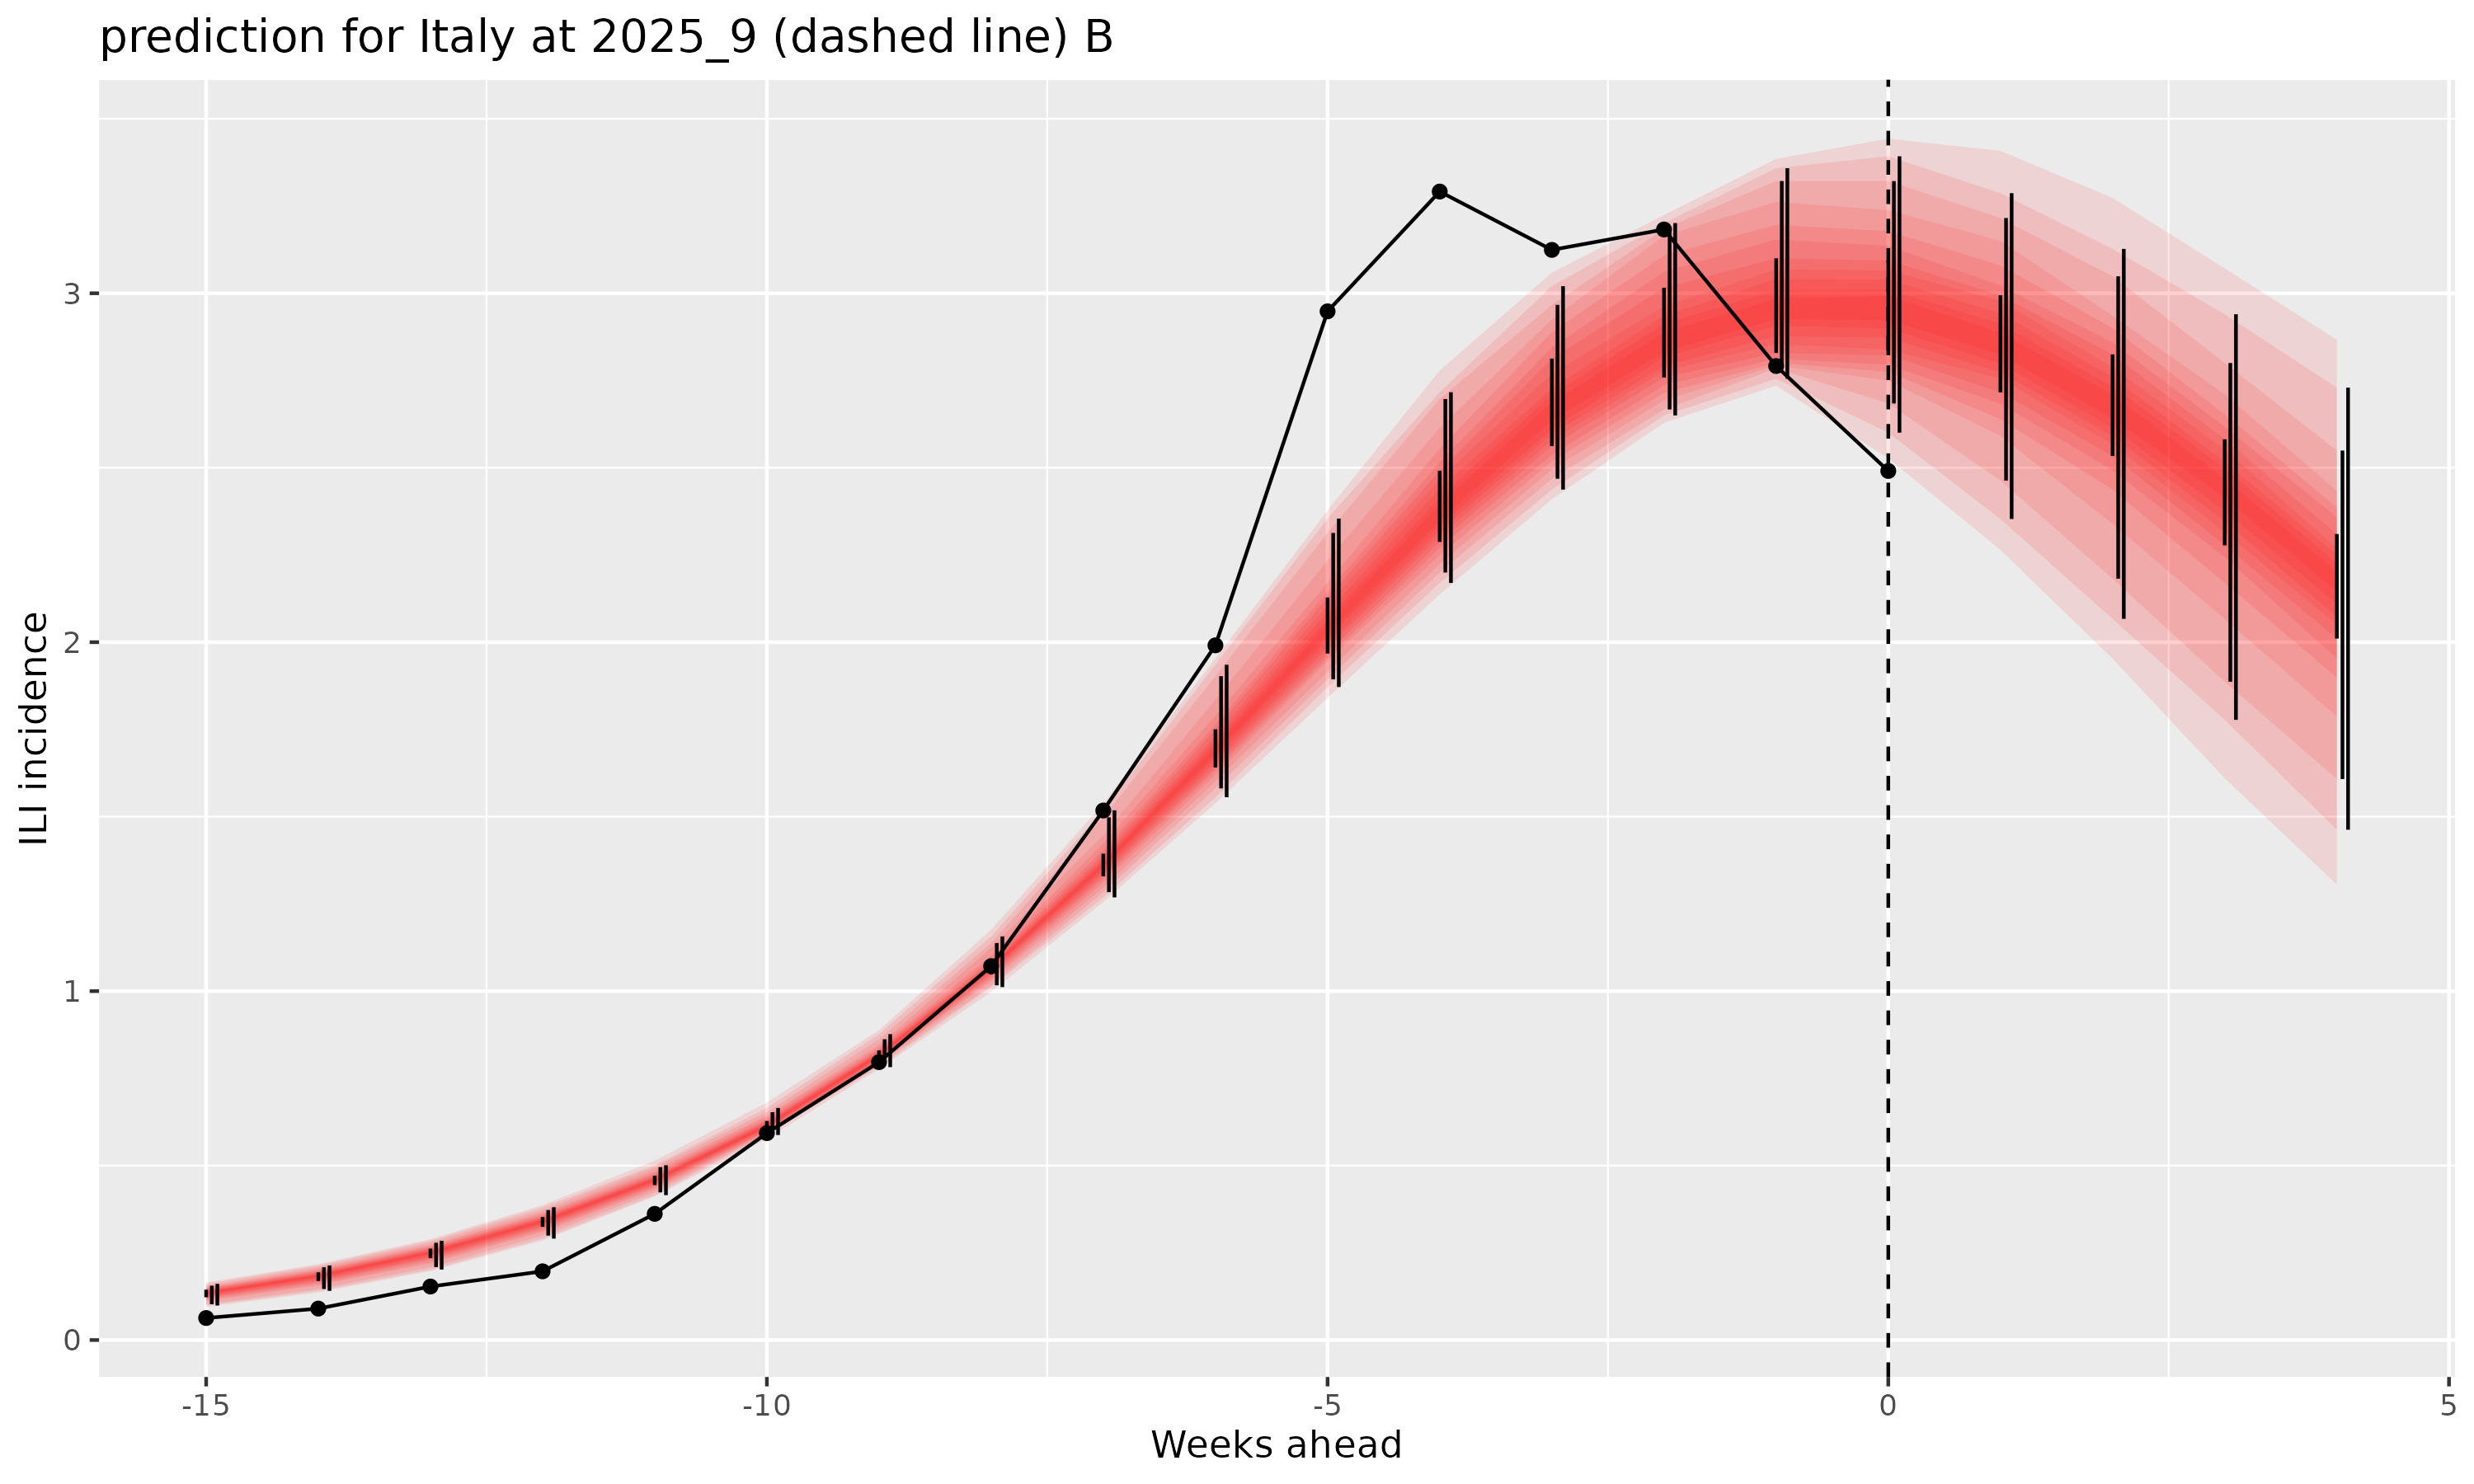 prediction for Italy at 2025_9 (dashed line) B
ILI incidence
3
2
1
0
-15 -10 -5 0 5
Weeks ahead